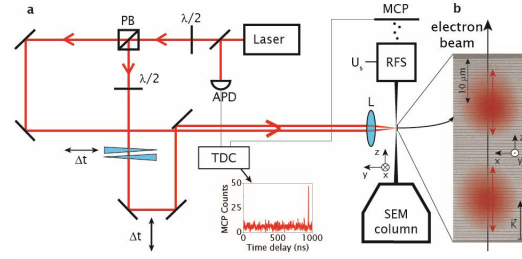 a
PB
λ/2
Laser
λ/2
APD
Δt
TDC
Δt
MCP Counts
50
25
0
0
500
1000
Time delay (ns)
L
MCP
RFS
Uₛ
z
y
x
SEM
column
b
electron
beam
10 μm
z
x
y
K